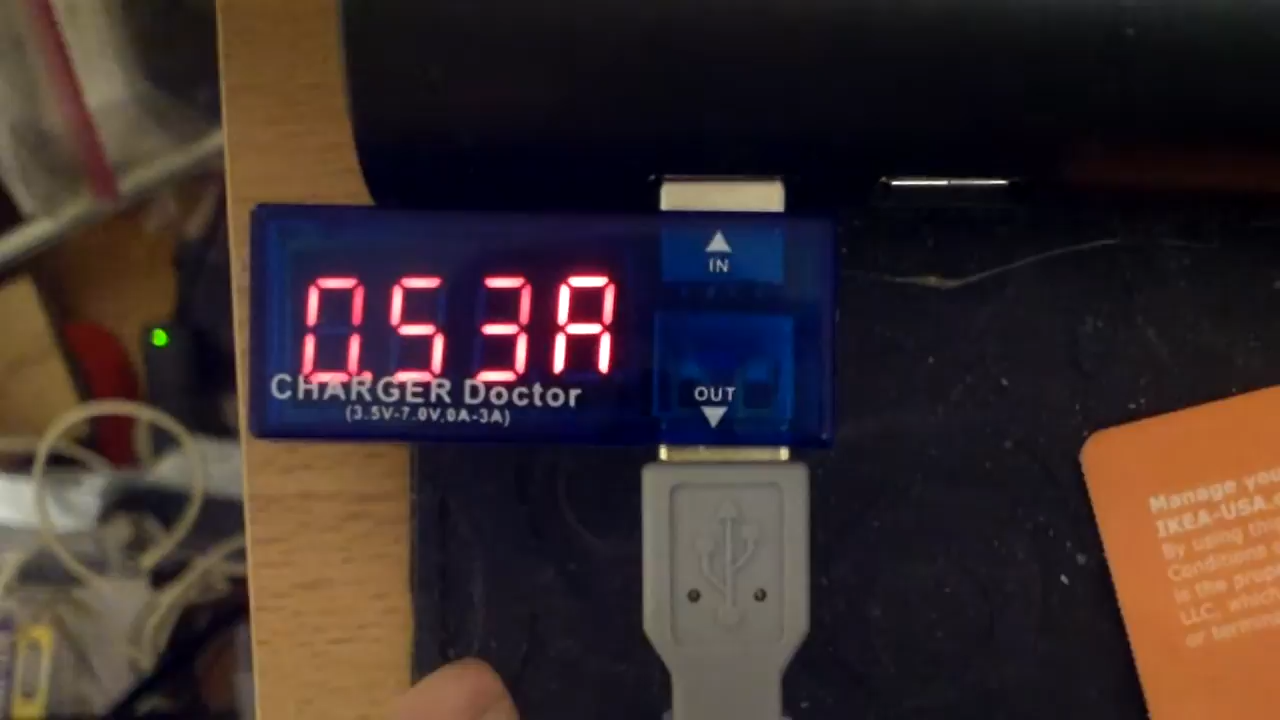 IN
0.53A
CHARGER Doctor
(3.5V-7.0V,0A-3A)
OUT
Manage you
IKEA-USA.
By using this
Conditions
is the prop
LLC, which
or termin